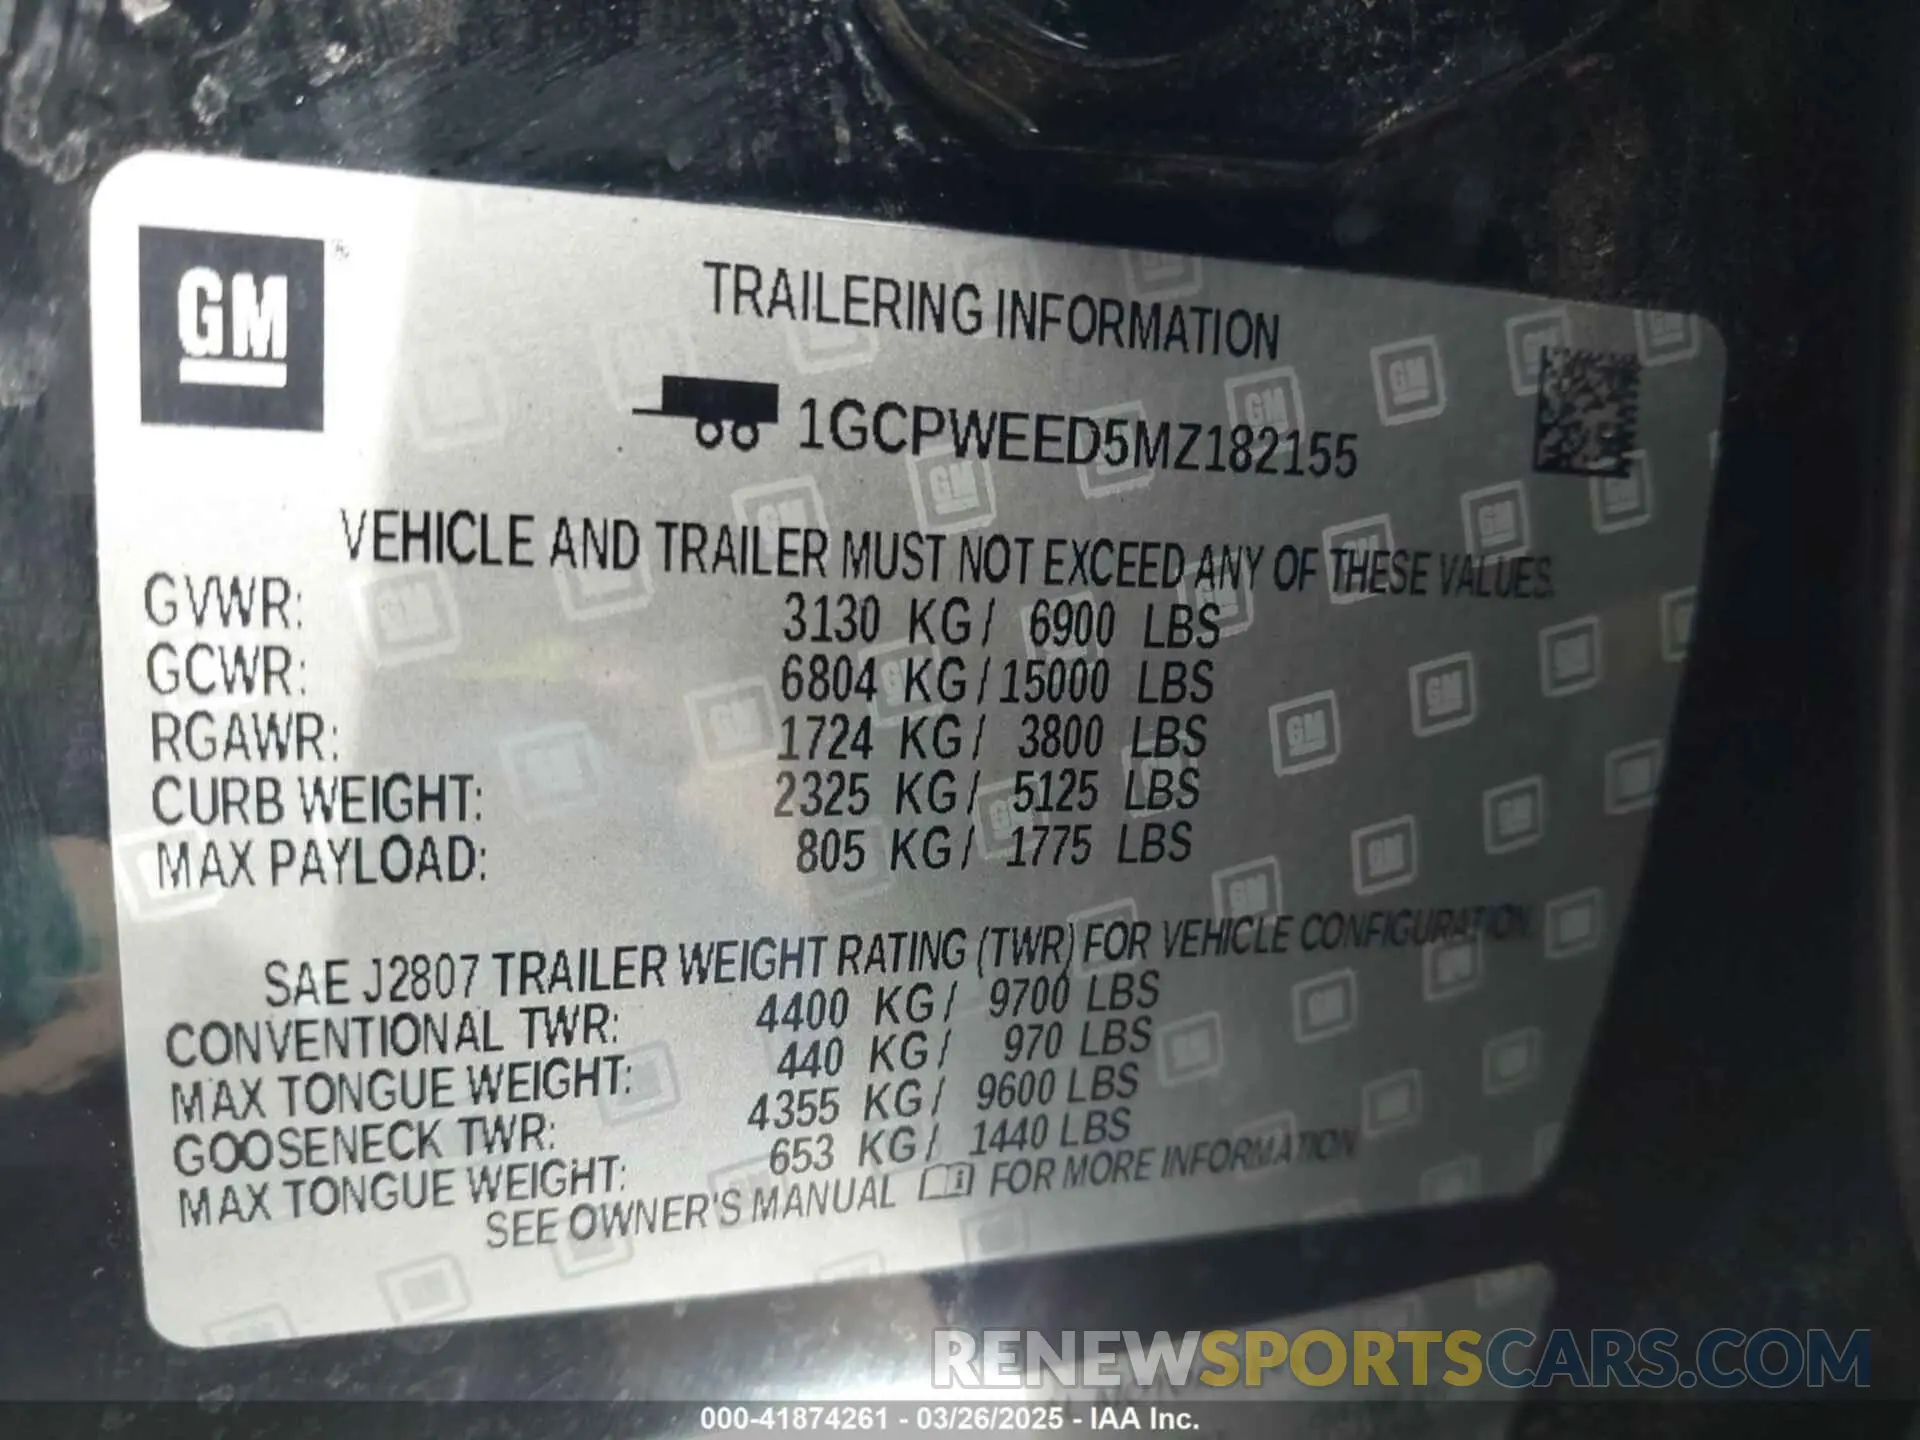 GM ®
TRAILERING INFORMATION
1GCPWEED5MZ182155
VEHICLE AND TRAILER MUST NOT EXCEED ANY OF THESE VALUES.
GVWR: 3130 KG/ 6900 LBS
GCWR: 6804 KG/15000 LBS
RGAWR: 1724 KG/ 3800 LBS
CURB WEIGHT: 2325 KG/ 5125 LBS
MAX PAYLOAD: 805 KG/ 1775 LBS
SAE J2807 TRAILER WEIGHT RATING (TWR) FOR VEHICLE CONFIGURATION.
CONVENTIONAL TWR: 4400 KG/ 9700 LBS
MAX TONGUE WEIGHT: 440 KG/ 970 LBS
GOOSENECK TWR: 4355 KG/ 9600 LBS
MAX TONGUE WEIGHT: 653 KG/ 1440 LBS
SEE OWNER'S MANUAL FOR MORE INFORMATION
RENEWSPORTSCARS.COM
000-41874261 - 03/26/2025 - IAA Inc.